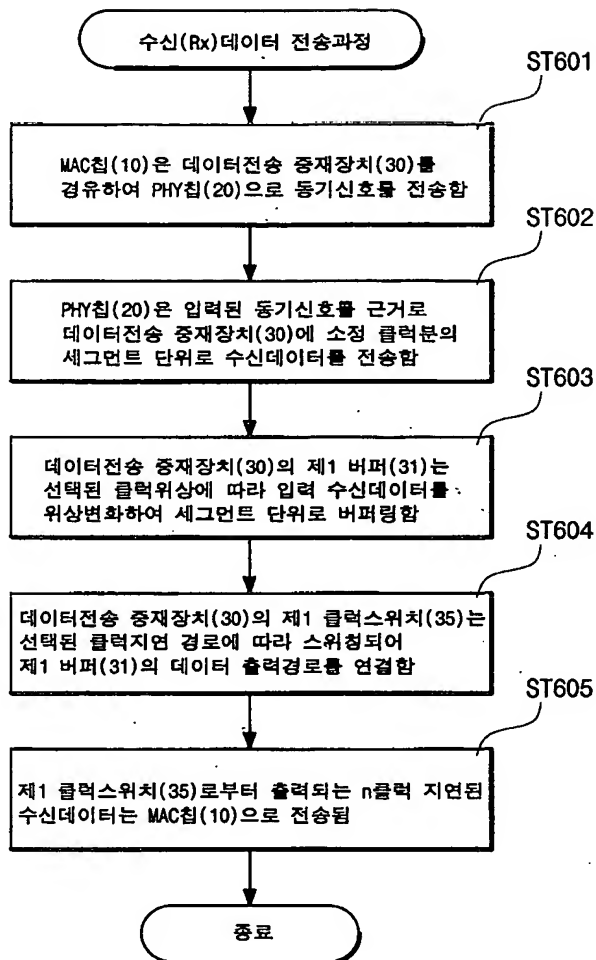 수신(Rx)데이터 전송과정
ST601
MAC칩(10)은 데이터전송 중재장치(30)를
경유하여 PHY칩(20)으로 동기신호를 전송함
ST602
PHY칩(20)은 입력된 동기신호를 근거로
데이터전송 중재장치(30)에 소정 클럭분의
세그먼트 단위로 수신데이터를 전송함
ST603
데이터전송 중재장치(30)의 제1 버퍼(31)는
선택된 클럭위상에 따라 입력 수신데이터를
위상변화하여 세그먼트 단위로 버퍼링함
ST604
데이터전송 중재장치(30)의 제1 클럭스위치(35)는
선택된 클럭지연 경로에 따라 스위칭되어
제1 버퍼(31)의 데이터 출력경로를 연결함
ST605
제1 클럭스위치(35)로부터 출력되는 n클럭 지연된
수신데이터는 MAC칩(10)으로 전송됨
종료